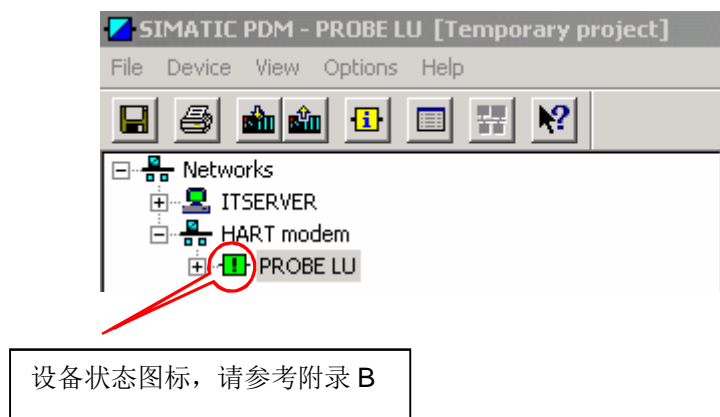 SIMATIC PDM - PROBE LU [Temporary project]
File Device View Options Help
Networks
ITSERVER
HART modem
PROBE LU
设备状态图标，请参考附录 B